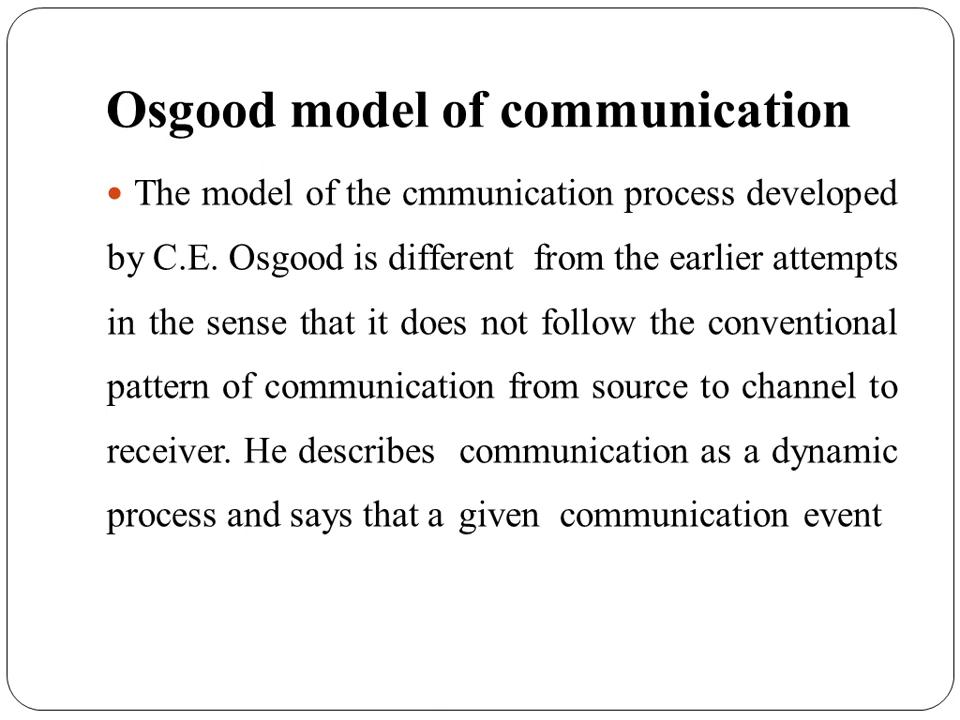 Osgood model of communication
• The model of the cmmunication process developed
by C.E. Osgood is different from the earlier attempts
in the sense that it does not follow the conventional
pattern of communication from source to channel to
receiver. He describes communication as a dynamic
process and says that a given communication event